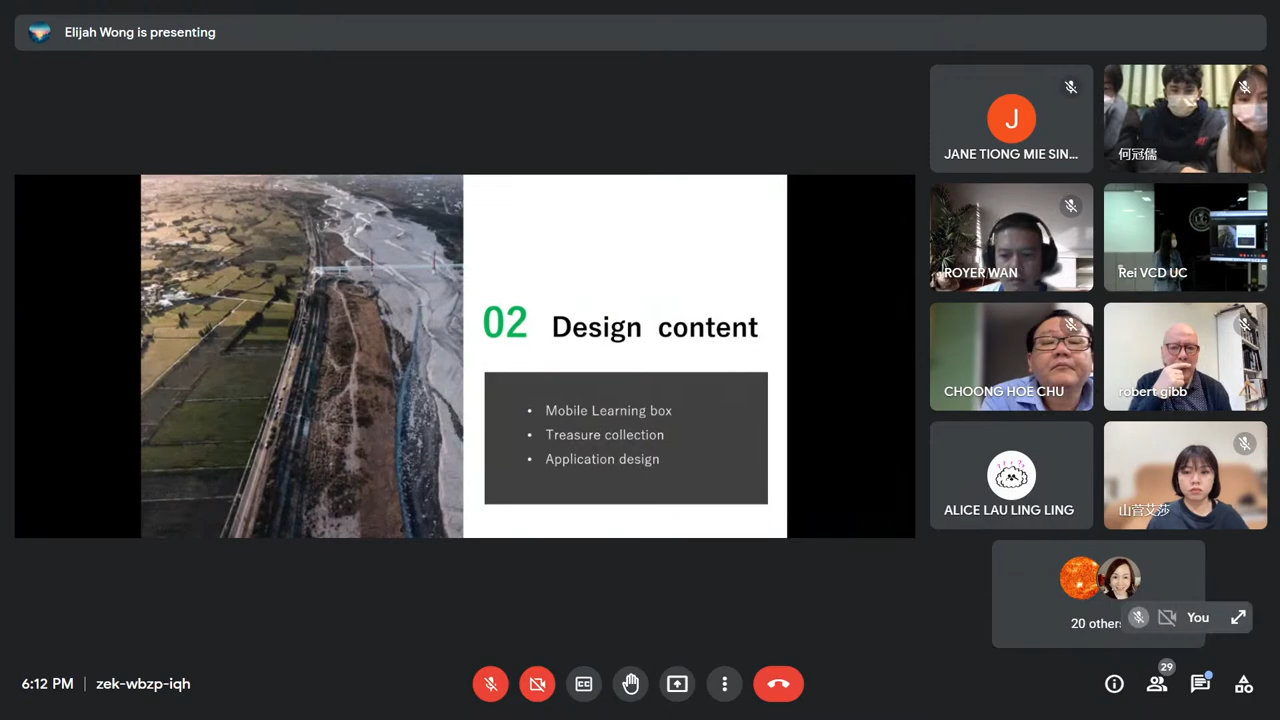 Elijah Wong is presenting
J
JANE TIONG MIE SIN...
何冠儒
ROYER WAN
Rei VCD UC
02 Design content
• Mobile Learning box
• Treasure collection
• Application design
CHOONG HOE CHU
robert gibb
ALICE LAU LING LING
山菅艾莎
20 others
You
6:12 PM | zek-wbzp-iqh
CC
29